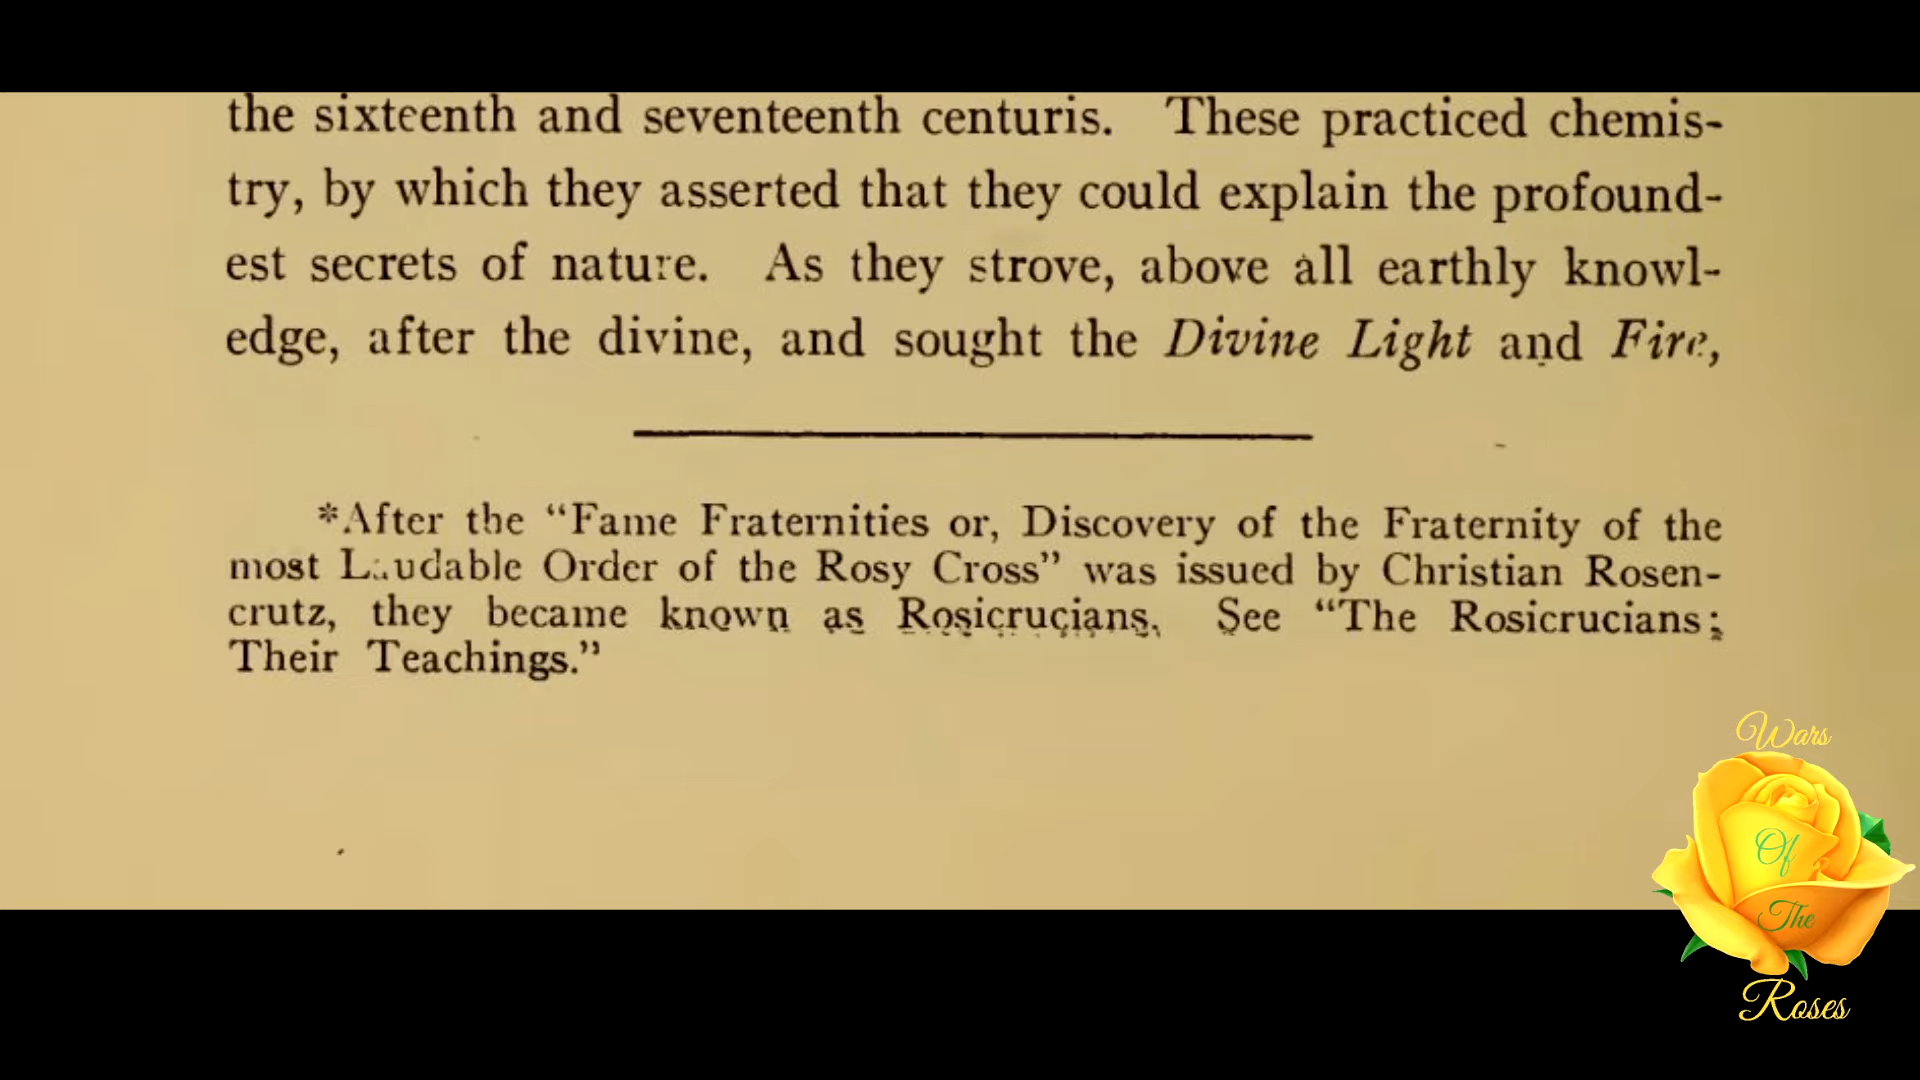 the sixteenth and seventeenth centuris. These practiced chemis-
try, by which they asserted that they could explain the profound-
est secrets of nature. As they strove, above all earthly knowl-
edge, after the divine, and sought the Divine Light and Fire,
*After the “Fame Fraternities or, Discovery of the Fraternity of the
most Laudable Order of the Rosy Cross” was issued by Christian Rosen-
crutz, they became known as Rosicrucians. See “The Rosicrucians;
Their Teachings.”
Wars
Of
The
Roses